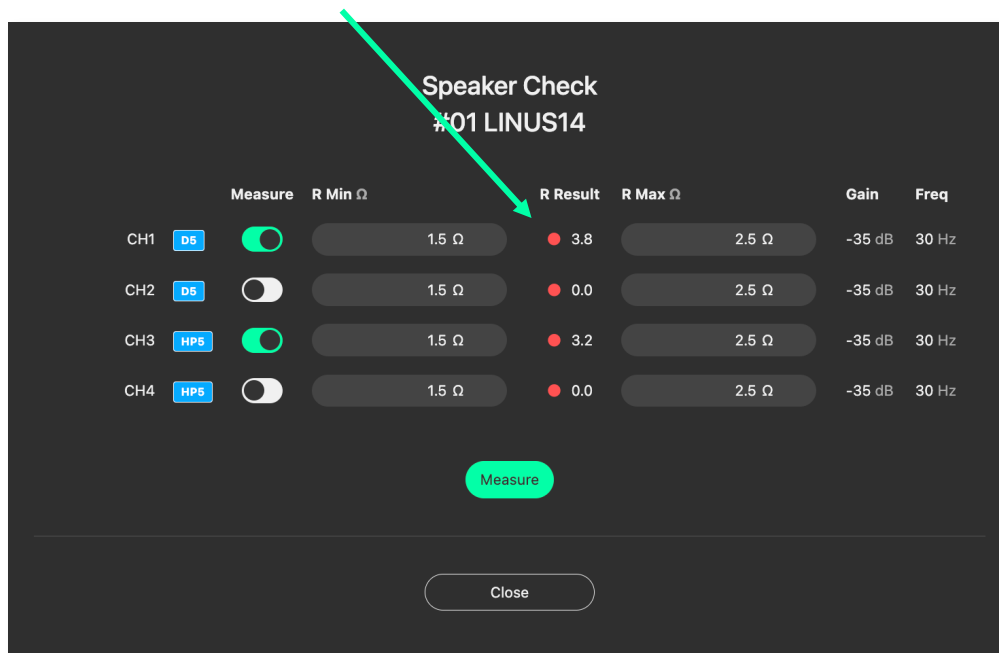 Speaker Check
#01 LINUS14
Measure R Min Ω R Result R Max Ω Gain Freq
CH1 D5 1.5 Ω 3.8 2.5 Ω -35 dB 30 Hz
CH2 D5 1.5 Ω 0.0 2.5 Ω -35 dB 30 Hz
CH3 HP5 1.5 Ω 3.2 2.5 Ω -35 dB 30 Hz
CH4 HP5 1.5 Ω 0.0 2.5 Ω -35 dB 30 Hz
Measure
Close